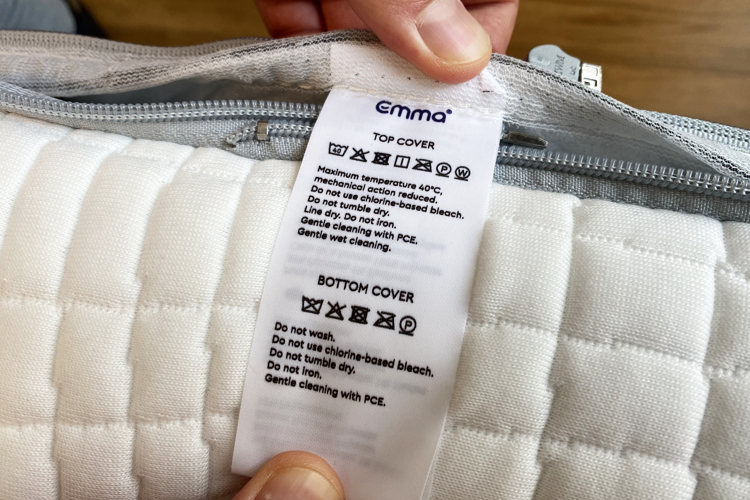 emma
TOP COVER
40
P
W
Maximum temperature 40°C,
mechanical action reduced.
Do not use chlorine-based bleach.
Do not tumble dry.
Line dry. Do not iron.
Gentle cleaning with PCE.
Gentle wet cleaning.
BOTTOM COVER
P
Do not wash.
Do not use chlorine-based bleach.
Do not tumble dry.
Do not iron.
Gentle cleaning with PCE.